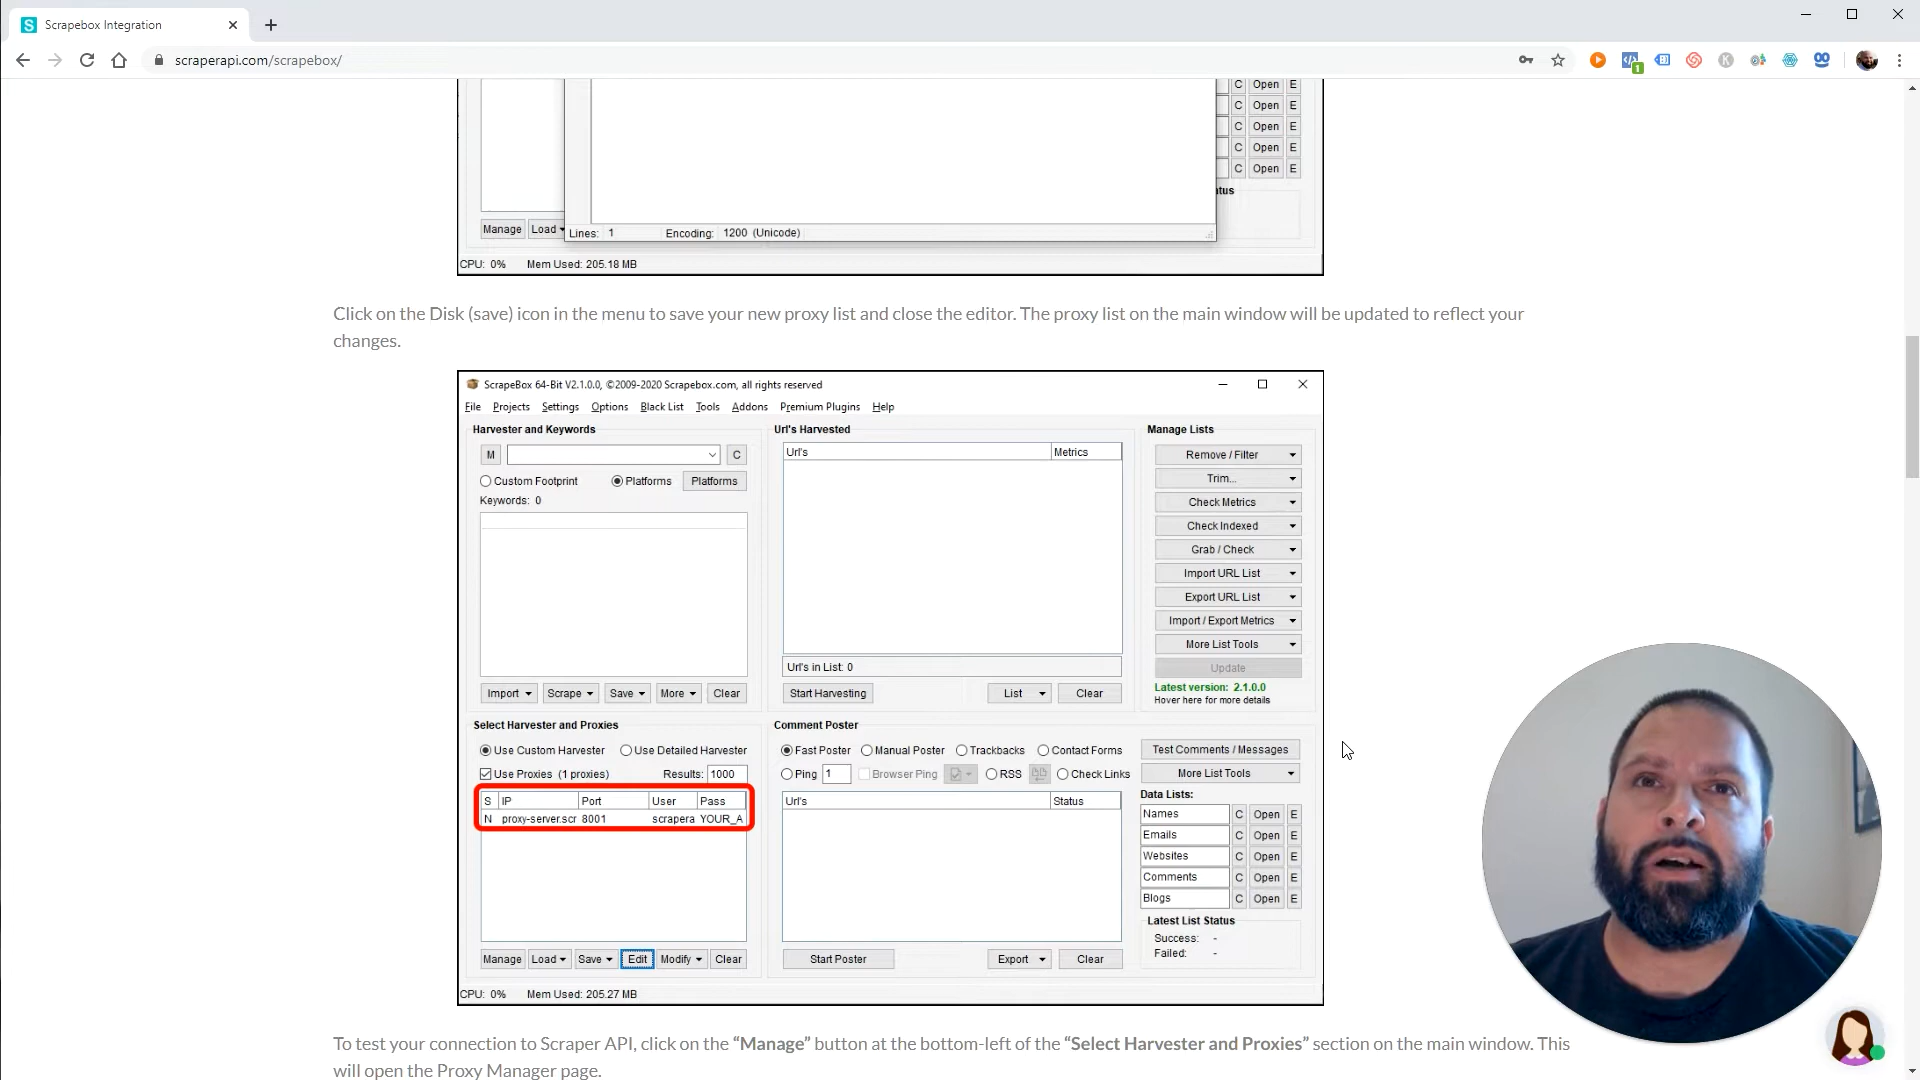 Scrapebox Integration
scraperapi.com/scrapebox/
C Open E
C Open E
C Open E
C Open E
C Open E
Manage Load
Lines: 1 Encoding: 1200 (Unicode)
CPU: 0% Mem Used: 205.18 MB
Click on the Disk (save) icon in the menu to save your new proxy list and close the editor. The proxy list on the main window will be updated to reflect your
changes.
ScrapeBox 64-Bit V2.1.0.0, ©2009-2020 Scrapebox.com, all rights reserved
File Projects Settings Options Black List Tools Addons Premium Plugins Help
Harvester and Keywords
M C
Custom Footprint Platforms Platforms
Keywords: 0
Import Scrape Save More Clear
Url's Harvested
Url's Metrics
Url's in List: 0
Start Harvesting List Clear
Manage Lists
Remove / Filter
Trim...
Check Metrics
Check Indexed
Grab / Check
Import URL List
Export URL List
Import / Export Metrics
More List Tools
Update
Latest version: 2.1.0.0
Hover here for more details
Select Harvester and Proxies
Use Custom Harvester Use Detailed Harvester
Use Proxies (1 proxies) Results: 1000
S IP Port User Pass
N proxy-server.scr 8001 scrapera YOUR_A
Manage Load Save Edit Modify Clear
Comment Poster
Fast Poster Manual Poster Trackbacks Contact Forms
Ping 1 Browser Ping RSS Check Links
Url's Status
Start Poster Export Clear
Test Comments / Messages
More List Tools
Data Lists:
Names C Open E
Emails C Open E
Websites C Open E
Comments C Open E
Blogs C Open E
Latest List Status
Success: -
Failed: -
CPU: 0% Mem Used: 205.27 MB
To test your connection to Scraper API, click on the “Manage” button at the bottom-left of the “Select Harvester and Proxies” section on the main window. This
will open the Proxy Manager page.